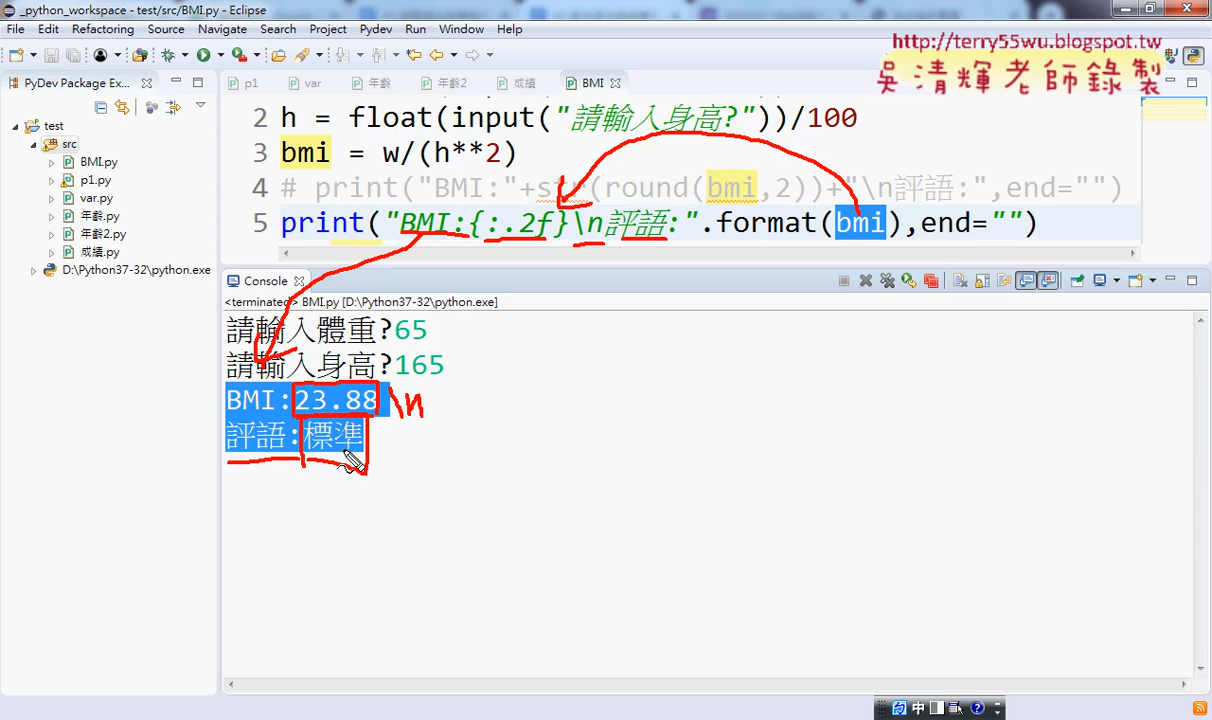 _python_workspace - test/src/BMI.py - Eclipse
File Edit Refactoring Source Navigate Search Project Pydev Run Window Help
http://terry55wu.blogspot.tw
吳清輝老師錄製
PyDev Package Ex...
p1 var 年齡 年齡2 成績 BMI
test
src
BMI.py
p1.py
var.py
年齡.py
年齡2.py
成績.py
D:\Python37-32\python.exe
2 h = float(input("請輸入身高?"))/100
3 bmi = w/(h**2)
4 # print("BMI:"+str(round(bmi,2))+"\n評語:",end="")
5 print("BMI:{:.2f}\n評語:".format(bmi),end="")
Console
<terminated> BMI.py [D:\Python37-32\python.exe]
請輸入體重?65
請輸入身高?165
BMI:23.88 \n
評語:標準
中